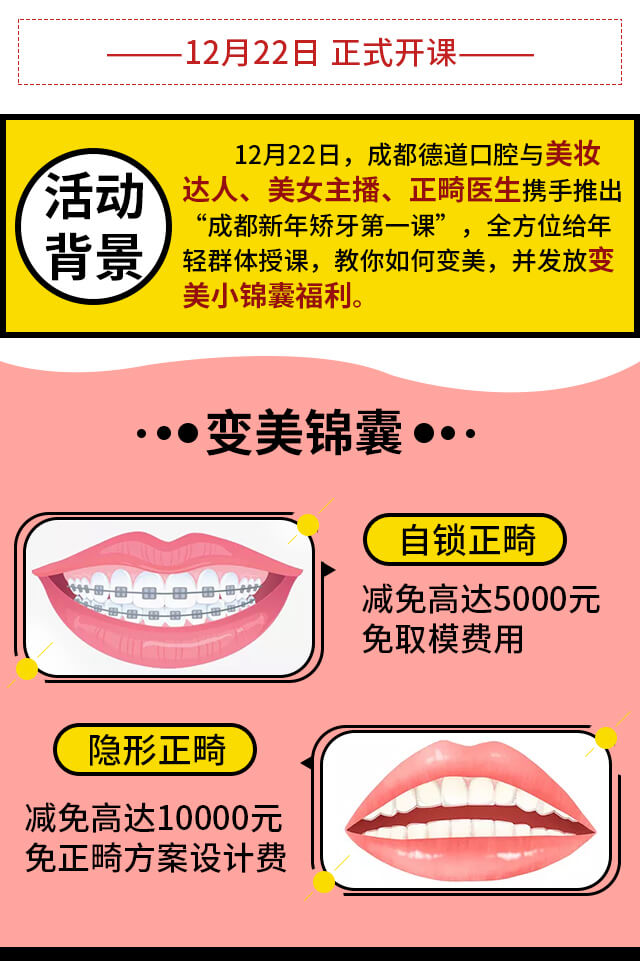 12月22日 正式开课
活动
背景
12月22日，成都德道口腔与美妆
达人、美女主播、正畸医生携手推出
“成都新年矫牙第一课”，全方位给年
轻群体授课，教你如何变美，并发放变
美小锦囊福利。
变美锦囊
自锁正畸
减免高达5000元
免取模费用
隐形正畸
减免高达10000元
免正畸方案设计费